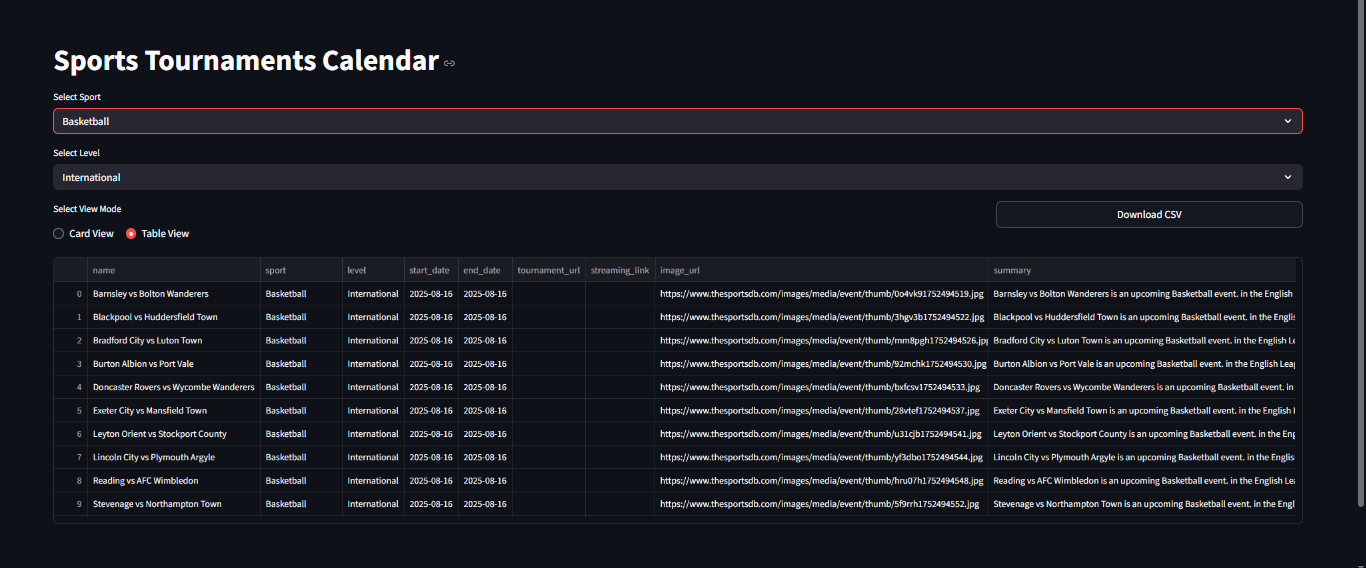 Sports Tournaments Calendar
Select Sport
Basketball
Select Level
International
Select View Mode
Card View Table View
Download CSV
name sport level start_date end_date tournament_url streaming_link image_url summary
0 Barnsley vs Bolton Wanderers Basketball International 2025-08-16 2025-08-16 https://www.thesportsdb.com/images/media/event/thumb/0o4vk91752494519.jpg Barnsley vs Bolton Wanderers is an upcoming Basketball event. in the English
1 Blackpool vs Huddersfield Town Basketball International 2025-08-16 2025-08-16 https://www.thesportsdb.com/images/media/event/thumb/3hgv3b1752494522.jpg Blackpool vs Huddersfield Town is an upcoming Basketball event. in the Englis
2 Bradford City vs Luton Town Basketball International 2025-08-16 2025-08-16 https://www.thesportsdb.com/images/media/event/thumb/mm8pgh1752494526.jpg Bradford City vs Luton Town is an upcoming Basketball event. in the English Le
3 Burton Albion vs Port Vale Basketball International 2025-08-16 2025-08-16 https://www.thesportsdb.com/images/media/event/thumb/92mchk1752494530.jpg Burton Albion vs Port Vale is an upcoming Basketball event. in the English Leag
4 Doncaster Rovers vs Wycombe Wanderers Basketball International 2025-08-16 2025-08-16 https://www.thesportsdb.com/images/media/event/thumb/bxfcsv1752494533.jpg Doncaster Rovers vs Wycombe Wanderers is an upcoming Basketball event. in
5 Exeter City vs Mansfield Town Basketball International 2025-08-16 2025-08-16 https://www.thesportsdb.com/images/media/event/thumb/28vtef1752494537.jpg Exeter City vs Mansfield Town is an upcoming Basketball event. in the English L
6 Leyton Orient vs Stockport County Basketball International 2025-08-16 2025-08-16 https://www.thesportsdb.com/images/media/event/thumb/u31cjb1752494541.jpg Leyton Orient vs Stockport County is an upcoming Basketball event. in the Eng
7 Lincoln City vs Plymouth Argyle Basketball International 2025-08-16 2025-08-16 https://www.thesportsdb.com/images/media/event/thumb/yf3dbo1752494544.jpg Lincoln City vs Plymouth Argyle is an upcoming Basketball event. in the Englis
8 Reading vs AFC Wimbledon Basketball International 2025-08-16 2025-08-16 https://www.thesportsdb.com/images/media/event/thumb/hru07h1752494548.jpg Reading vs AFC Wimbledon is an upcoming Basketball event. in the English Lea
9 Stevenage vs Northampton Town Basketball International 2025-08-16 2025-08-16 https://www.thesportsdb.com/images/media/event/thumb/5f9rrh1752494552.jpg Stevenage vs Northampton Town is an upcoming Basketball event. in the Engl